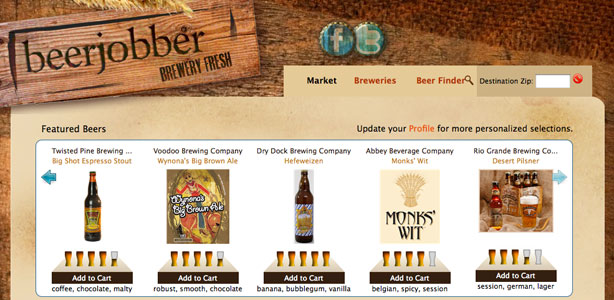 beerjobber
BREWERY FRESH
f t
Market Breweries Beer Finder Destination Zip:
Featured Beers Update your Profile for more personalized selections.
Twisted Pine Brewing ...
Big Shot Espresso Stout
Add to Cart
coffee, chocolate, malty
Voodoo Brewing Company
Wynona's Big Brown Ale
Wynona's
Big Brown Ale
Add to Cart
robust, smooth, chocolate
Dry Dock Brewing Company
Hefeweizen
Add to Cart
banana, bubblegum, vanilla
Abbey Beverage Company
Monks' Wit
MONKS'
WIT
Add to Cart
belgian, spicy, session
Rio Grande Brewing Co...
Desert Pilsner
Add to Cart
session, german, lager